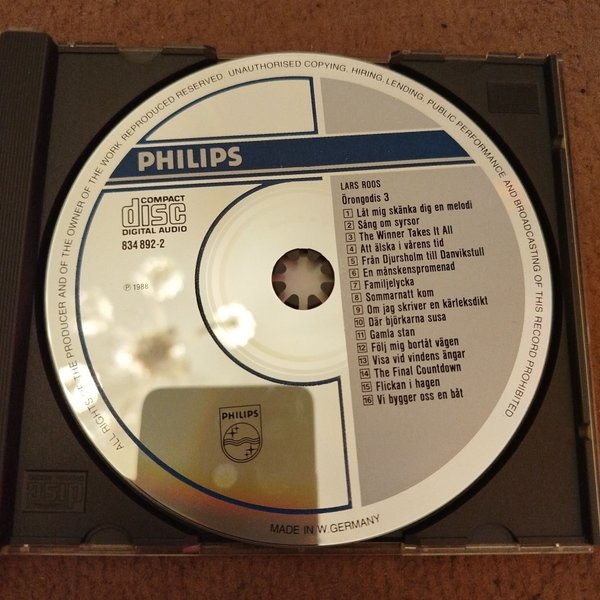 ALL RIGHTS OF THE PRODUCER AND OF THE OWNER OF THE WORK REPRODUCED RESERVED. UNAUTHORISED COPYING, HIRING, LENDING, PUBLIC PERFORMANCE AND BROADCASTING OF THIS RECORD PROHIBITED
PHILIPS
COMPACT
disc
DIGITAL AUDIO
834 892-2
℗ 1988
LARS ROOS
Örongodis 3
1 Låt mig skänka dig en melodi
2 Sång om syrsor
3 The Winner Takes It All
4 Att älska i vårens tid
5 Från Djursholm till Danvikstull
6 En månskenspromenad
7 Familjelycka
8 Sommarnatt kom
9 Om jag skriver en kärleksdikt
10 Där björkarna susa
11 Gamla stan
12 Följ mig bortåt vägen
13 Visa vid vindens ängar
14 The Final Countdown
15 Flickan i hagen
16 Vi bygger oss en båt
PHILIPS
MADE IN W. GERMANY
disc